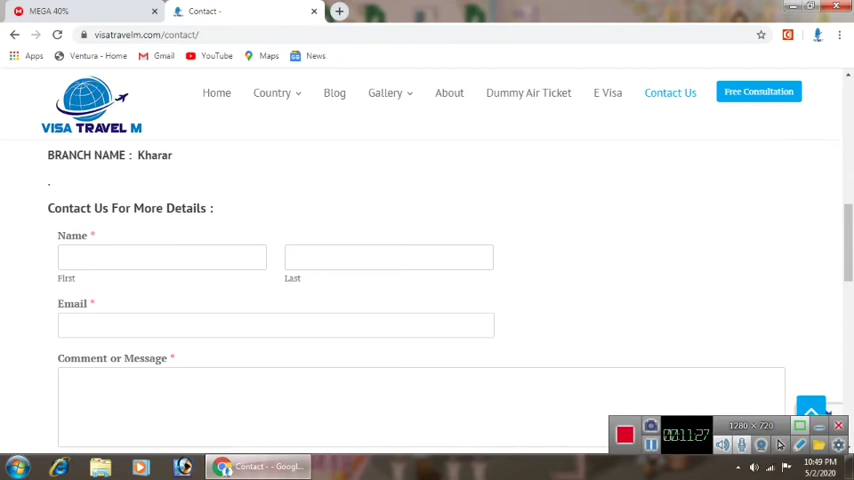 MEGA 40%
Contact -
visatravelm.com/contact/
Apps
Ventura - Home
Gmail
YouTube
Maps
News
VISA TRAVEL M
Home
Country
Blog
Gallery
About
Dummy Air Ticket
E Visa
Contact Us
Free Consultation
BRANCH NAME : Kharar
.
Contact Us For More Details :
Name *
First
Last
Email *
Comment or Message *
00:11:27
1280 × 720
Contact - - Googl...
10:49 PM
5/2/2020